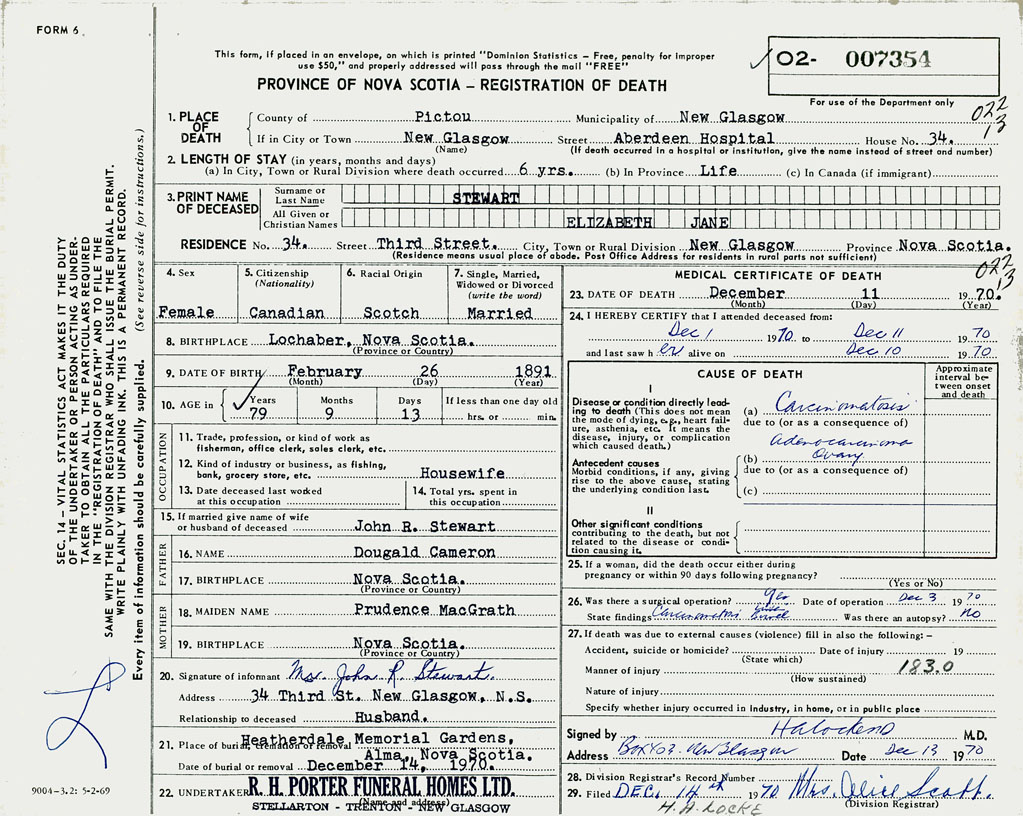 FORM 6
This form, if placed in an envelope, on which is printed "Dominion Statistics – Free, penalty for improper
use $50," and properly addressed will pass through the mail "FREE"
02- 007354
For use of the Department only
PROVINCE OF NOVA SCOTIA – REGISTRATION OF DEATH
022
13
1. PLACE OF DEATH
County of Pictou Municipality of New Glasgow
If in City or Town New Glasgow Street Aberdeen Hospital House No. 34.
(Name) (If death occurred in a hospital or institution, give the name instead of street and number)
2. LENGTH OF STAY (in years, months and days)
(a) In City, Town or Rural Division where death occurred 6 yrs. (b) In Province Life (c) In Canada (if immigrant)
3. PRINT NAME OF DECEASED
Surname or Last Name STEWART
All Given or Christian Names ELIZABETH JANE
RESIDENCE No. 34. Street Third Street. City, Town or Rural Division New Glasgow Province Nova Scotia.
(Residence means usual place of abode. Post Office Address for residents in rural parts not sufficient)
022
13
4. Sex
Female
5. Citizenship (Nationality)
Canadian
6. Racial Origin
Scotch
7. Single, Married, Widowed or Divorced (write the word)
Married
8. BIRTHPLACE Lochaber, Nova Scotia.
(Province or Country)
9. DATE OF BIRTH February 26 1891
(Month) (Day) (Year)
10. AGE in Years Months Days If less than one day old
79 9 13 hrs. or min.
OCCUPATION
11. Trade, profession, or kind of work as
fisherman, office clerk, sales clerk, etc.
12. Kind of industry or business, as fishing,
bank, grocery store, etc. Housewife
13. Date deceased last worked
at this occupation
14. Total yrs. spent in
this occupation
15. If married give name of wife
or husband of deceased John R. Stewart
FATHER
16. NAME Dougald Cameron
17. BIRTHPLACE Nova Scotia.
(Province or Country)
MOTHER
18. MAIDEN NAME Prudence MacGrath
19. BIRTHPLACE Nova Scotia.
(Province or Country)
20. Signature of informant Mr. John R. Stewart.
Address 34 Third St. New Glasgow, N.S.
Relationship to deceased Husband.
21. Place of burial, cremation or removal Heatherdale Memorial Gardens,
Alma, Nova Scotia.
Date of burial or removal December 14, 1970.
22. UNDERTAKER R. H. PORTER FUNERAL HOMES LTD.
(Name and address)
STELLARTON - TRENTON - NEW GLASGOW
MEDICAL CERTIFICATE OF DEATH
23. DATE OF DEATH December 11 1970.
(Month) (Day) (Year)
24. I HEREBY CERTIFY that I attended deceased from:
Dec 1 1970 to Dec 11 1970
and last saw her alive on Dec 10 1970
CAUSE OF DEATH
Approximate interval between onset and death
I
Disease or condition directly leading to death (This does not mean
the mode of dying, e.g., heart failure, asthenia, etc. It means the
disease, injury, or complication
which caused death.)
(a) Carcinomatosis
due to (or as a consequence of)
Adenocarcinoma
(b) Ovary
due to (or as a consequence of)
(c)
Antecedent causes
Morbid conditions, if any, giving
rise to the above cause, stating
the underlying condition last.
II
Other significant conditions
contributing to the death, but not
related to the disease or condition causing it.
25. If a woman, did the death occur either during
pregnancy or within 90 days following pregnancy?
(Yes or No)
26. Was there a surgical operation? yes Date of operation Dec 3 1970
State findings Carcinomatosis bowel Was there an autopsy? No
27. If death was due to external causes (violence) fill in also the following: –
Accident, suicide or homicide? Date of injury 19
(State which)
Manner of injury 183.0
(How sustained)
Nature of injury
Specify whether injury occurred in Industry, in home, or in public place
Signed by HALocke M.D.
Address Box 403 New Glasgow Date Dec 13 1970
28. Division Registrar's Record Number
29. Filed DEC. 14th 1970 Mrs. Alice Scott.
(Division Registrar)
H. A. LOCKE
SEC. 14 – VITAL STATISTICS ACT MAKES IT THE DUTY
OF THE UNDERTAKER OR PERSON ACTING AS UNDER-
TAKER TO OBTAIN ALL THE PARTICULARS REQUIRED
IN THE "REGISTRATION OF DEATH" AND TO FILE THE
SAME WITH THE DIVISION REGISTRAR WHO SHALL ISSUE THE BURIAL PERMIT.
WRITE PLAINLY WITH UNFADING INK. THIS IS A PERMANENT RECORD.
Every item of information should be carefully supplied. (See reverse side for instructions.)
9004-3.2: 5-2-69